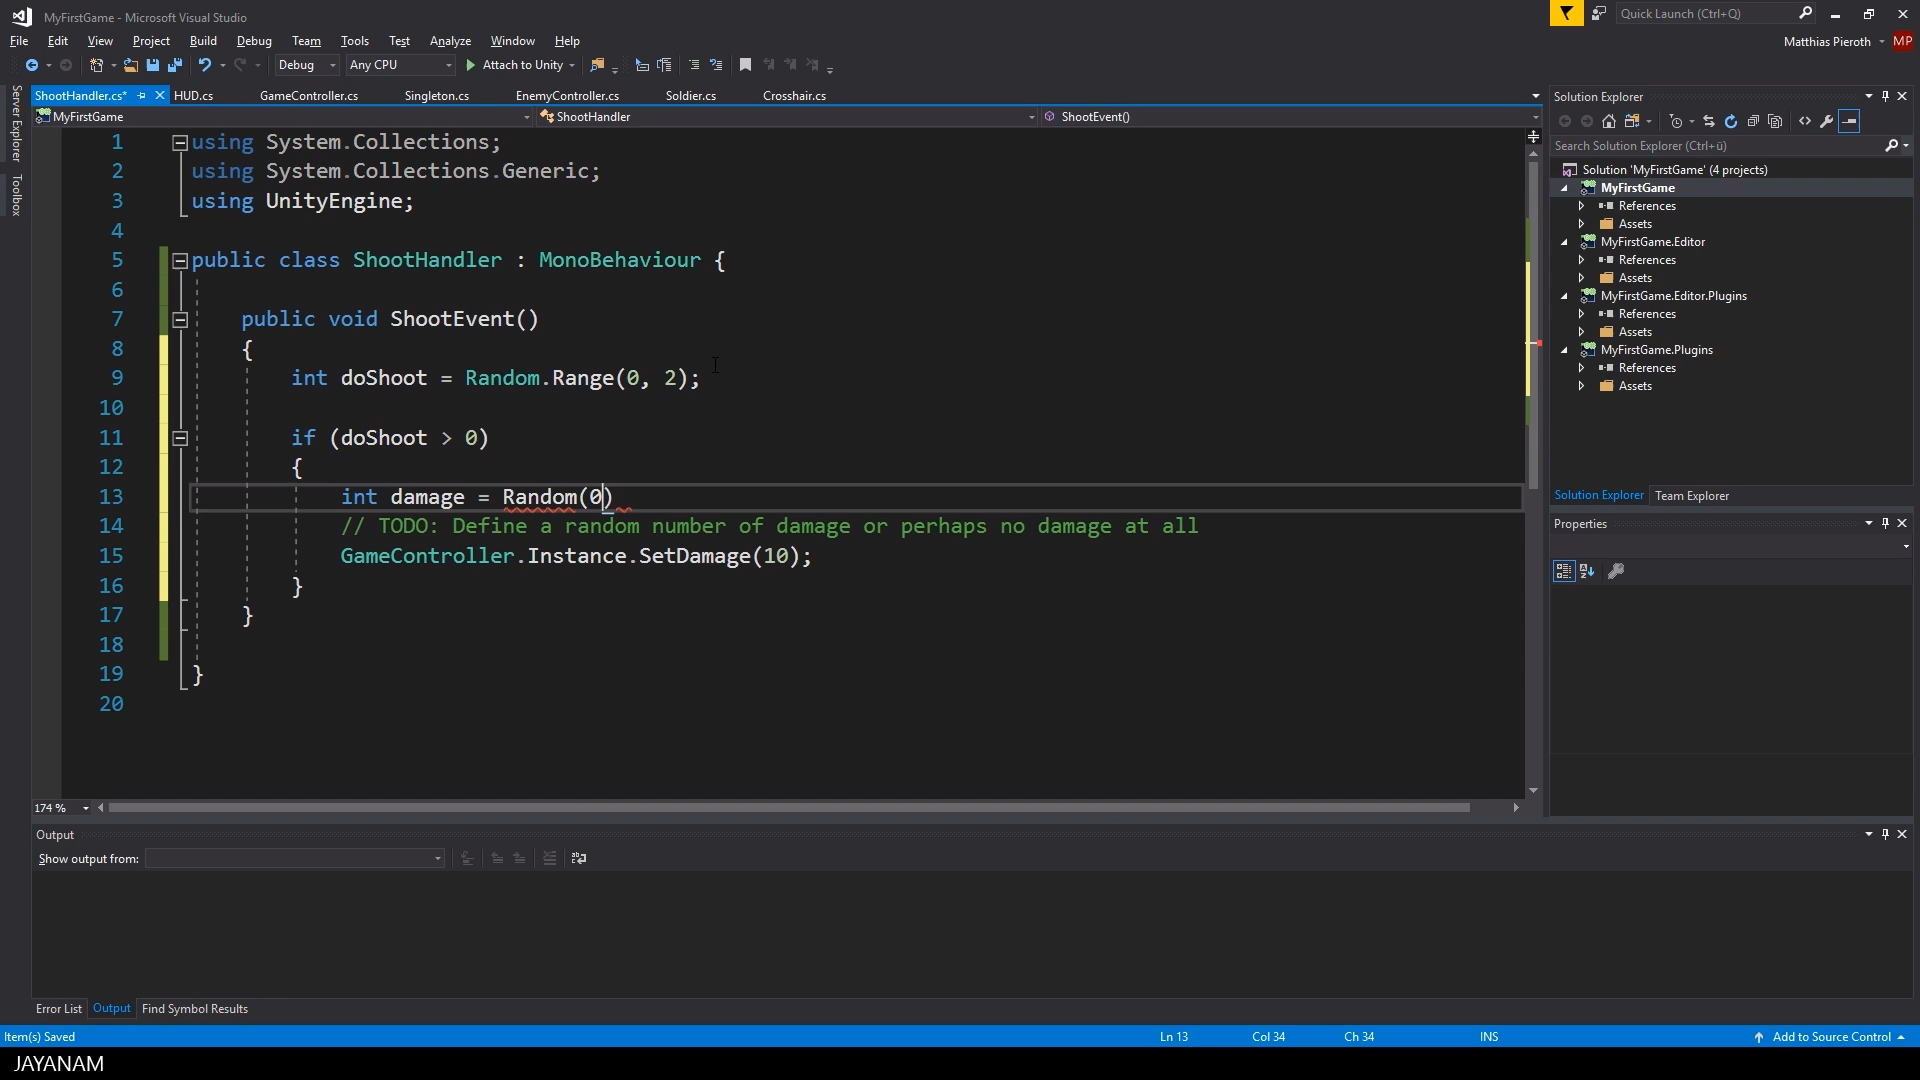 MyFirstGame - Microsoft Visual Studio
Quick Launch (Ctrl+Q)
File Edit View Project Build Debug Team Tools Test Analyze Window Help
Matthias Pieroth MP
Debug Any CPU Attach to Unity
Server Explorer
Toolbox
ShootHandler.cs* HUD.cs GameController.cs Singleton.cs EnemyController.cs Soldier.cs Crosshair.cs
MyFirstGame ShootHandler ShootEvent()
1 using System.Collections;
2 using System.Collections.Generic;
3 using UnityEngine;
4
5 public class ShootHandler : MonoBehaviour {
6
7 public void ShootEvent()
8 {
9 int doShoot = Random.Range(0, 2);
10
11 if (doShoot > 0)
12 {
13 int damage = Random(0)
14 // TODO: Define a random number of damage or perhaps no damage at all
15 GameController.Instance.SetDamage(10);
16 }
17 }
18
19 }
20
174 %
Solution Explorer
Search Solution Explorer (Ctrl+ü)
Solution 'MyFirstGame' (4 projects)
MyFirstGame
References
Assets
MyFirstGame.Editor
References
Assets
MyFirstGame.Editor.Plugins
References
Assets
MyFirstGame.Plugins
References
Assets
Solution Explorer Team Explorer
Properties
Output
Show output from:
Error List Output Find Symbol Results
Item(s) Saved Ln 13 Col 34 Ch 34 INS Add to Source Control
JAYANAM